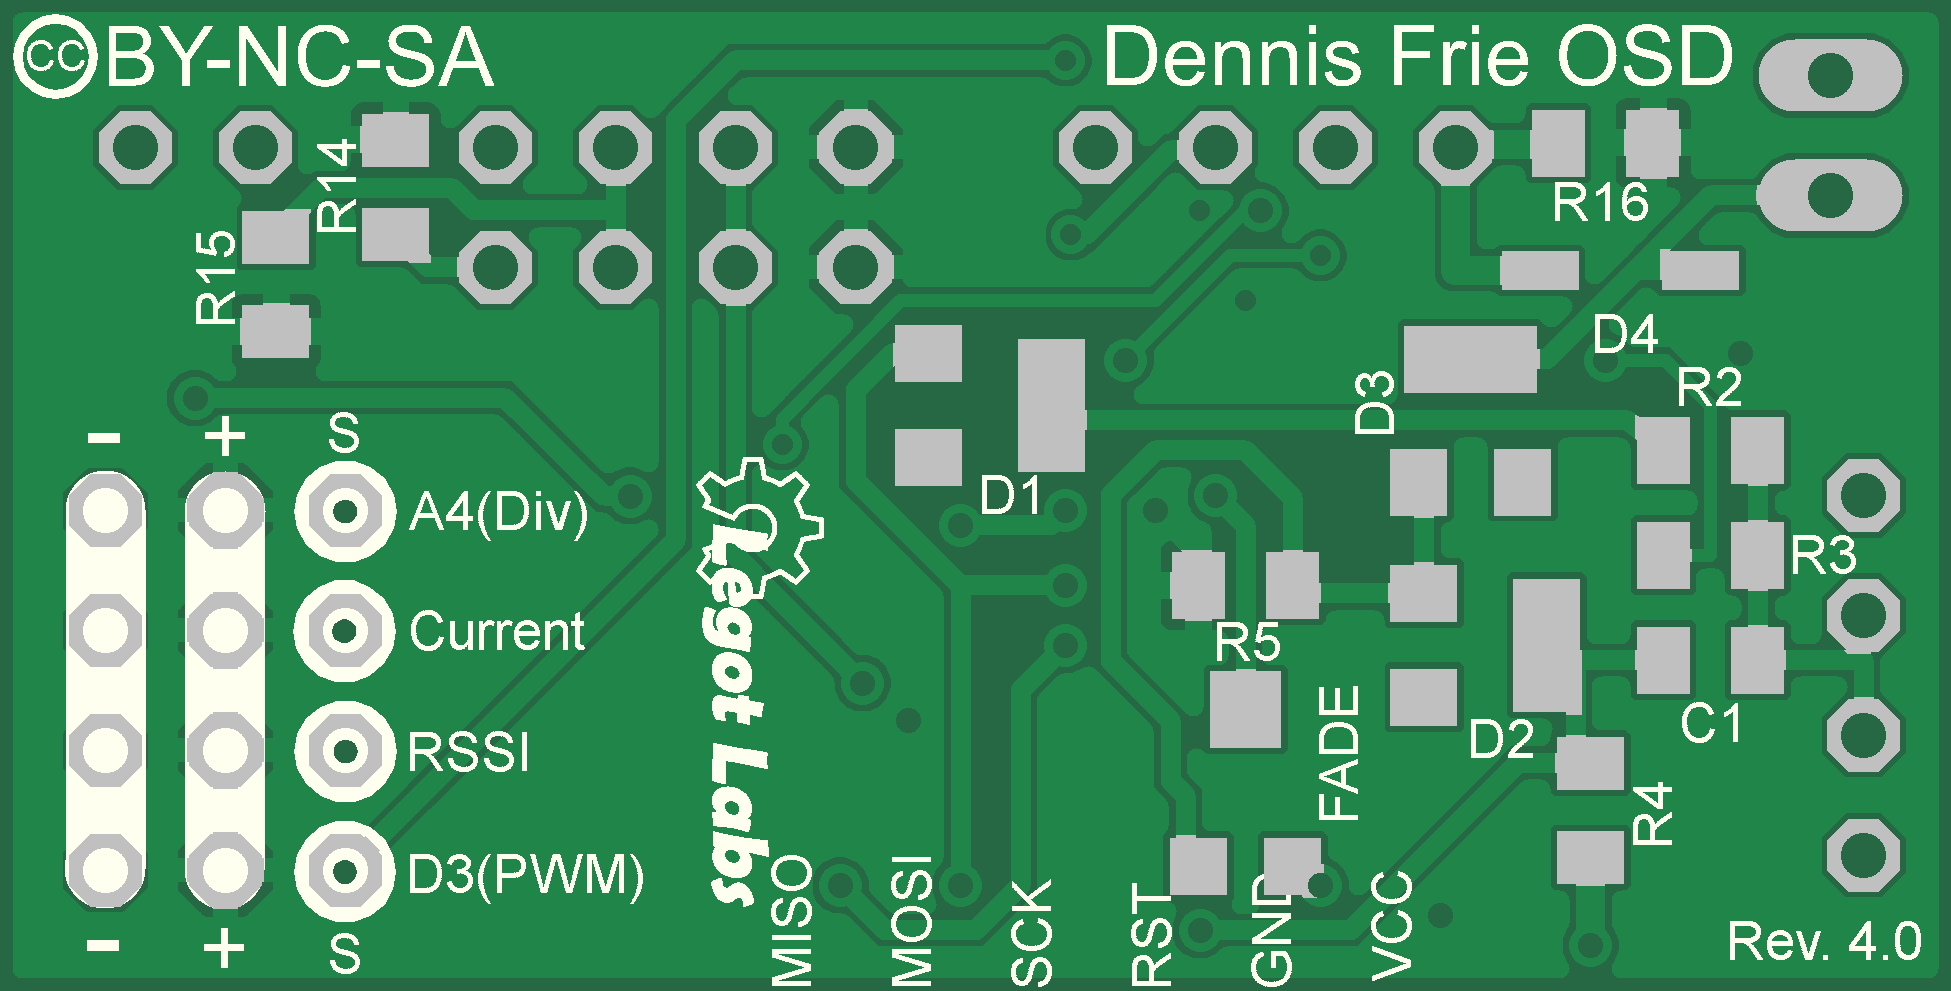 CC BY-NC-SA
Dennis Frie OSD
R14
R16
R15
D4
R2
D3
- + S
A4(Div)
D1
R3
Current
R5
Legot Labs
FADE
RSSI
D2
C1
R4
D3(PWM)
MISO
MOSI
SCK
RST
GND
VCC
- + S
Rev. 4.0